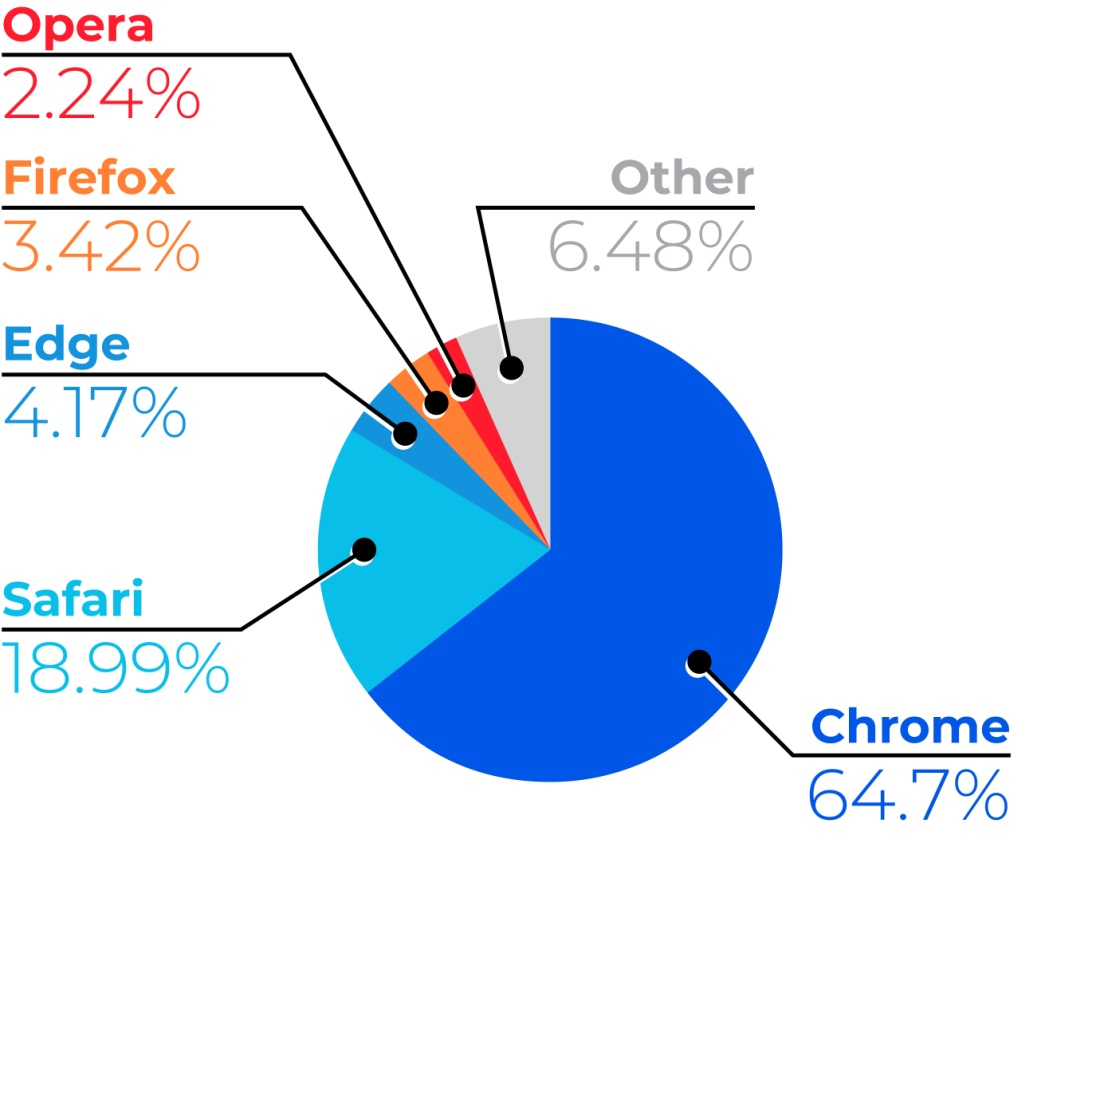 Opera
2.24%
Firefox
3.42%
Other
6.48%
Edge
4.17%
Safari
18.99%
Chrome
64.7%